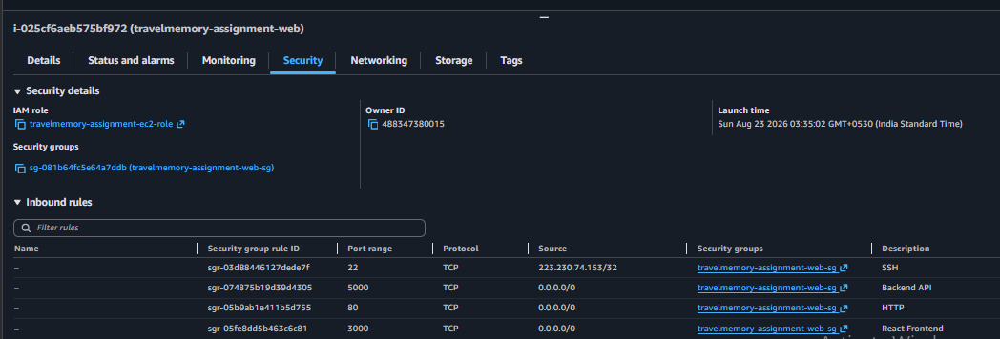 i-025cf6aeb575bf972 (travelmemory-assignment-web)
Details Status and alarms Monitoring Security Networking Storage Tags
Security details
IAM role Owner ID Launch time
travelmemory-assignment-ec2-role 488347380015 Sun Aug 23 2026 03:35:02 GMT+0530 (India Standard Time)
Security groups
sg-081b64fc5e64a7ddb (travelmemory-assignment-web-sg)
Inbound rules
Filter rules
Name Security group rule ID Port range Protocol Source Security groups Description
– sgr-03d88446127dede7f 22 TCP 223.230.74.153/32 travelmemory-assignment-web-sg SSH
– sgr-074875b19d39d4305 5000 TCP 0.0.0.0/0 travelmemory-assignment-web-sg Backend API
– sgr-05b9ab1e411b5d755 80 TCP 0.0.0.0/0 travelmemory-assignment-web-sg HTTP
– sgr-05fe8dd5b463c6c81 3000 TCP 0.0.0.0/0 travelmemory-assignment-web-sg React Frontend